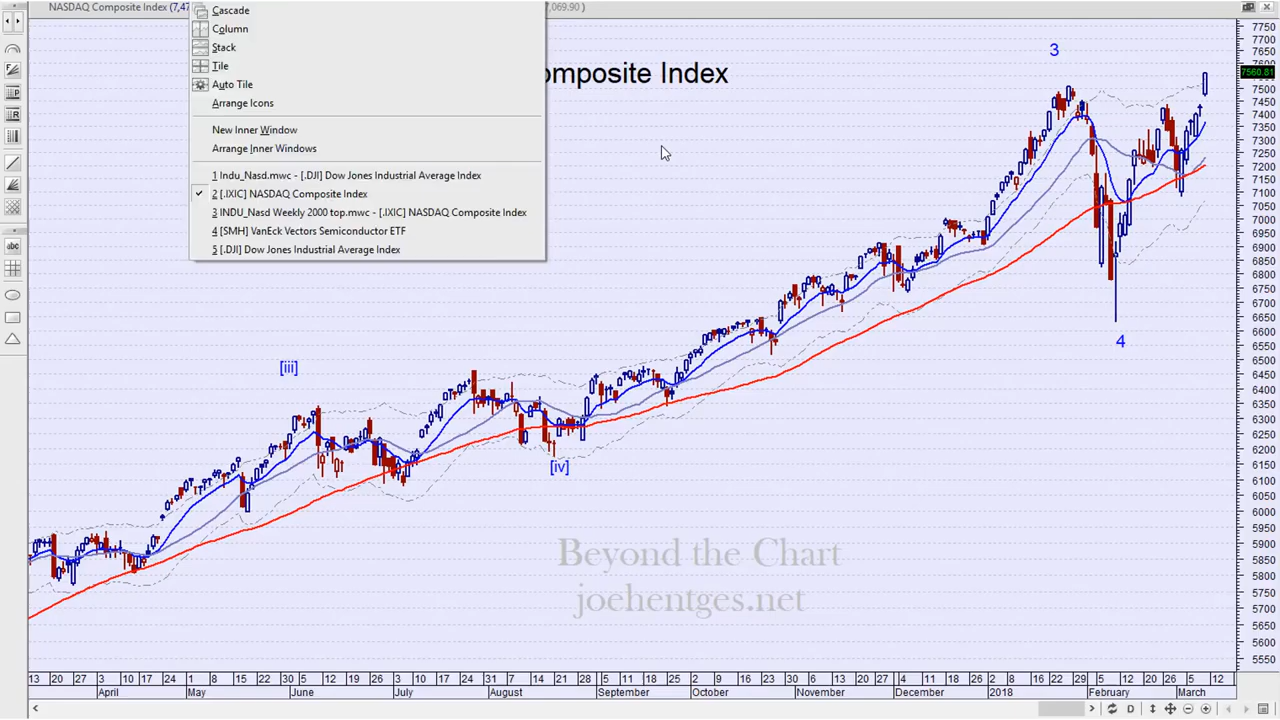 NASDAQ Composite Index (7,47
7,069.90 )
Cascade
Column
Stack
Tile
Auto Tile
Arrange Icons
New Inner Window
Arrange Inner Windows
1 Indu_Nasd.mwc - [.DJI] Dow Jones Industrial Average Index
2 [.IXIC] NASDAQ Composite Index
3 INDU_Nasd Weekly 2000 top.mwc - [.IXIC] NASDAQ Composite Index
4 [SMH] VanEck Vectors Semiconductor ETF
5 [.DJI] Dow Jones Industrial Average Index
omposite Index
3
4
[iii]
[iv]
Beyond the Chart
joehentges.net
abc
7750
7700
7650
7600
7560.81
7500
7450
7400
7350
7300
7250
7200
7150
7100
7050
7000
6950
6900
6850
6800
6750
6700
6650
6600
6550
6500
6450
6400
6350
6300
6250
6200
6150
6100
6050
6000
5950
5900
5850
5800
5750
5700
5650
5600
5550
13 20 27 3 10 17 24 1 8 15 22 30 5 12 19 26 3 10 17 24 31 7 14 21 28 5 11 18 25 2 9 16 23 30 6 13 20 27 4 11 18 26 2 8 16 22 29 5 12 20 26 5 12
April May June July August September October November December 2018 February March
D